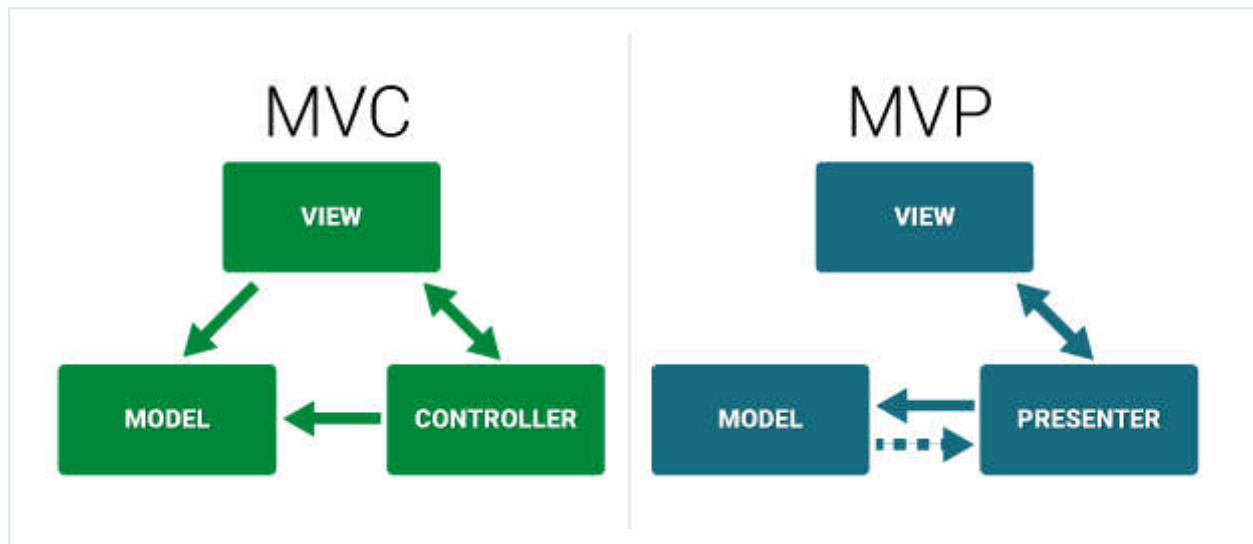 MVC
VIEW
MODEL
CONTROLLER
MVP
VIEW
MODEL
PRESENTER